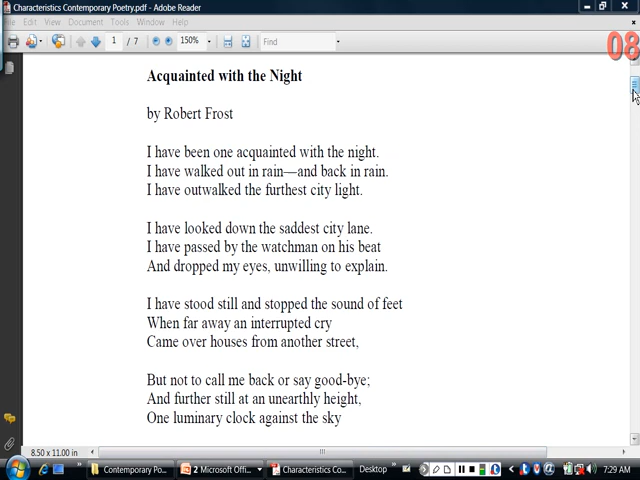 Characteristics Contemporary Poetry.pdf - Adobe Reader
File Edit View Document Tools Window Help
1 / 7 150% Find
08
Acquainted with the Night
by Robert Frost
I have been one acquainted with the night.
I have walked out in rain—and back in rain.
I have outwalked the furthest city light.
I have looked down the saddest city lane.
I have passed by the watchman on his beat
And dropped my eyes, unwilling to explain.
I have stood still and stopped the sound of feet
When far away an interrupted cry
Came over houses from another street,
But not to call me back or say good-bye;
And further still at an unearthly height,
One luminary clock against the sky
8.50 x 11.00 in
Contemporary Po... 2 Microsoft Offi... Characteristics Co... Desktop 7:29 AM